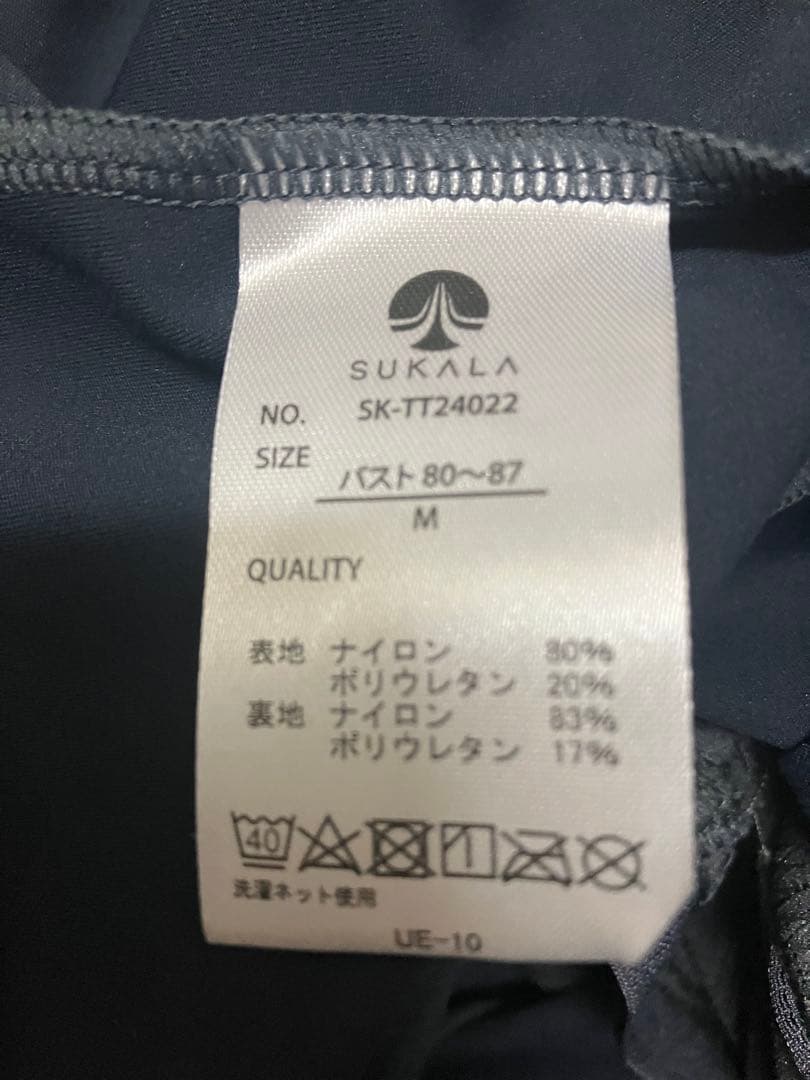 SUKALA
NO. SK-TT24022
SIZE バスト80～87
M
QUALITY
表地 ナイロン 80%
ポリウレタン 20%
裏地 ナイロン 83%
ポリウレタン 17%
40
洗濯ネット使用
UE-10